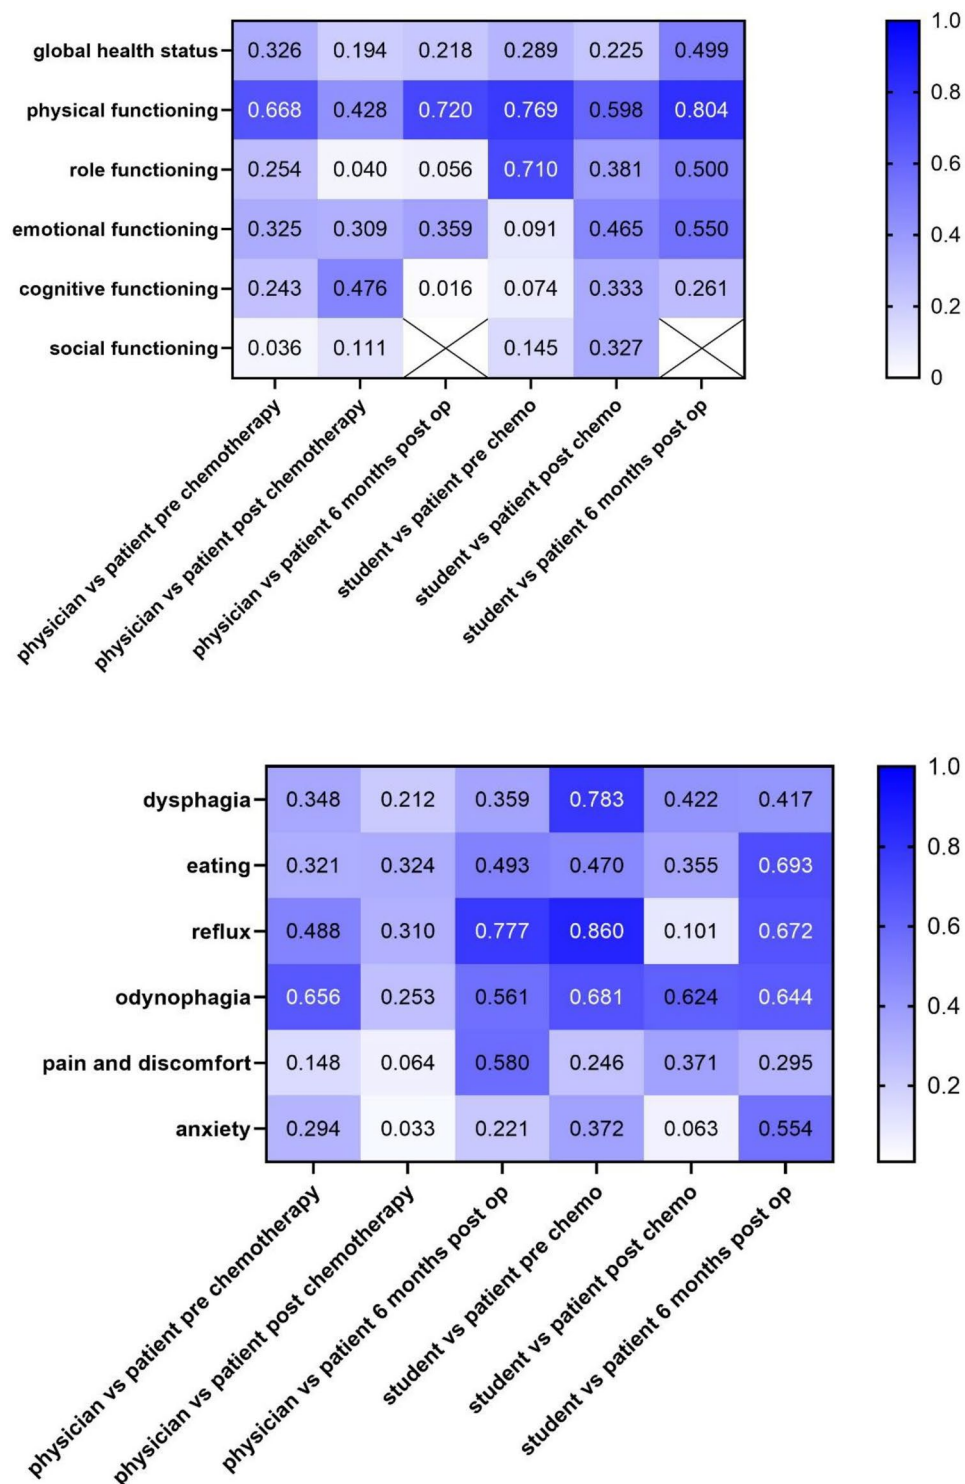 global health status 0.326 0.194 0.218 0.289 0.225 0.499 1.0
physical functioning 0.668 0.428 0.720 0.769 0.598 0.804 0.8
role functioning 0.254 0.040 0.056 0.710 0.381 0.500 0.6
emotional functioning 0.325 0.309 0.359 0.091 0.465 0.550 0.4
cognitive functioning 0.243 0.476 0.016 0.074 0.333 0.261 0.2
social functioning 0.036 0.111 0.145 0.327 0
physician vs patient pre chemotherapy
physician vs patient post chemotherapy
physician vs patient 6 months post op
student vs patient pre chemo
student vs patient post chemo
student vs patient 6 months post op
dysphagia 0.348 0.212 0.359 0.783 0.422 0.417 1.0
eating 0.321 0.324 0.493 0.470 0.355 0.693 0.8
reflux 0.488 0.310 0.777 0.860 0.101 0.672 0.6
odynophagia 0.656 0.253 0.561 0.681 0.624 0.644 0.4
pain and discomfort 0.148 0.064 0.580 0.246 0.371 0.295 0.2
anxiety 0.294 0.033 0.221 0.372 0.063 0.554
physician vs patient pre chemotherapy
physician vs patient post chemotherapy
physician vs patient 6 months post op
student vs patient pre chemo
student vs patient post chemo
student vs patient 6 months post op